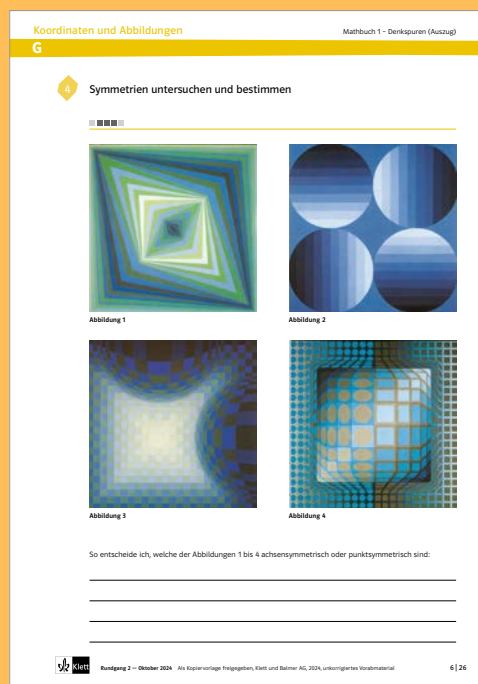 Koordinaten und Abbildungen
Mathbuch 1 – Denkspuren (Auszug)
G
4
Symmetrien untersuchen und bestimmen
Abbildung 1
Abbildung 2
Abbildung 3
Abbildung 4
So entscheide ich, welche der Abbildungen 1 bis 4 achsensymmetrisch oder punktsymmetrisch sind:
Klett
Rundgang 2 — Oktober 2024 Als Kopiervorlage freigegeben, Klett und Balmer AG, 2024, unkorrigiertes Vorabmaterial
6 | 26